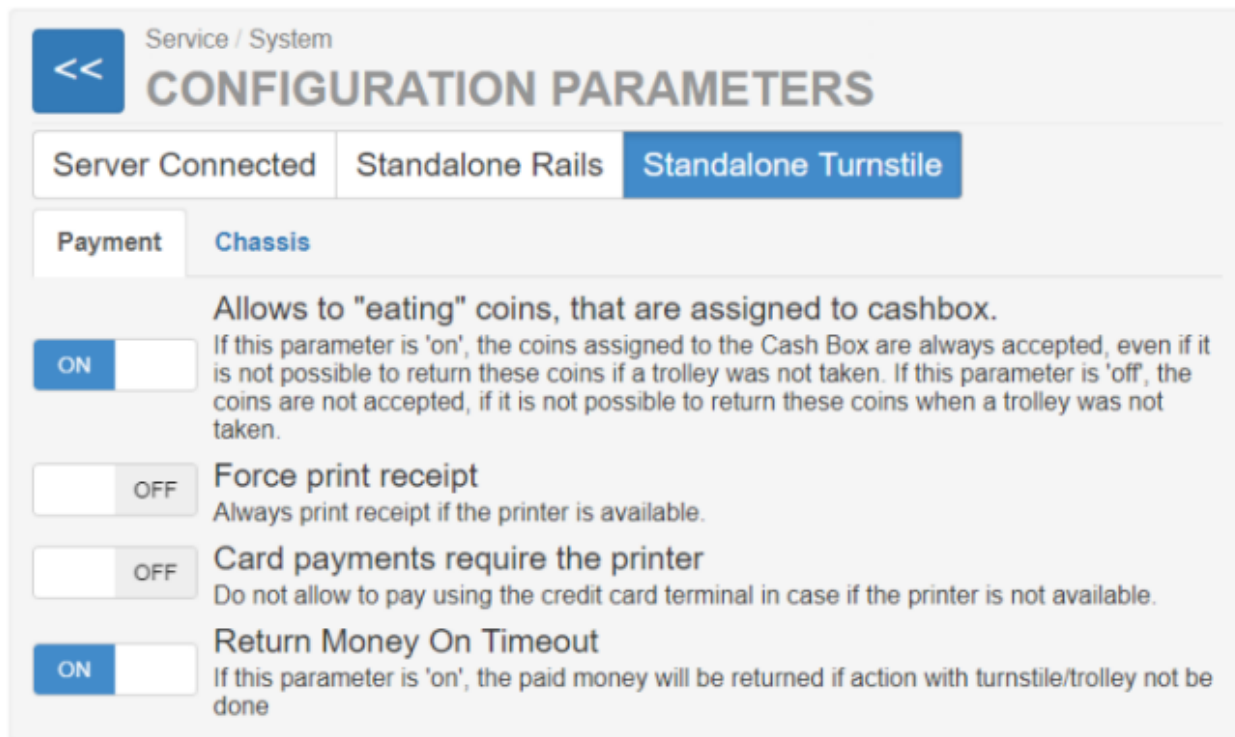 <<
Service / System
CONFIGURATION PARAMETERS
Server Connected
Standalone Rails
Standalone Turnstile
Payment
Chassis
Allows to "eating" coins, that are assigned to cashbox.
ON
If this parameter is 'on', the coins assigned to the Cash Box are always accepted, even if it
is not possible to return these coins if a trolley was not taken. If this parameter is 'off', the
coins are not accepted, if it is not possible to return these coins when a trolley was not
taken.
OFF
Force print receipt
Always print receipt if the printer is available.
OFF
Card payments require the printer
Do not allow to pay using the credit card terminal in case if the printer is not available.
ON
Return Money On Timeout
If this parameter is 'on', the paid money will be returned if action with turnstile/trolley not be
done